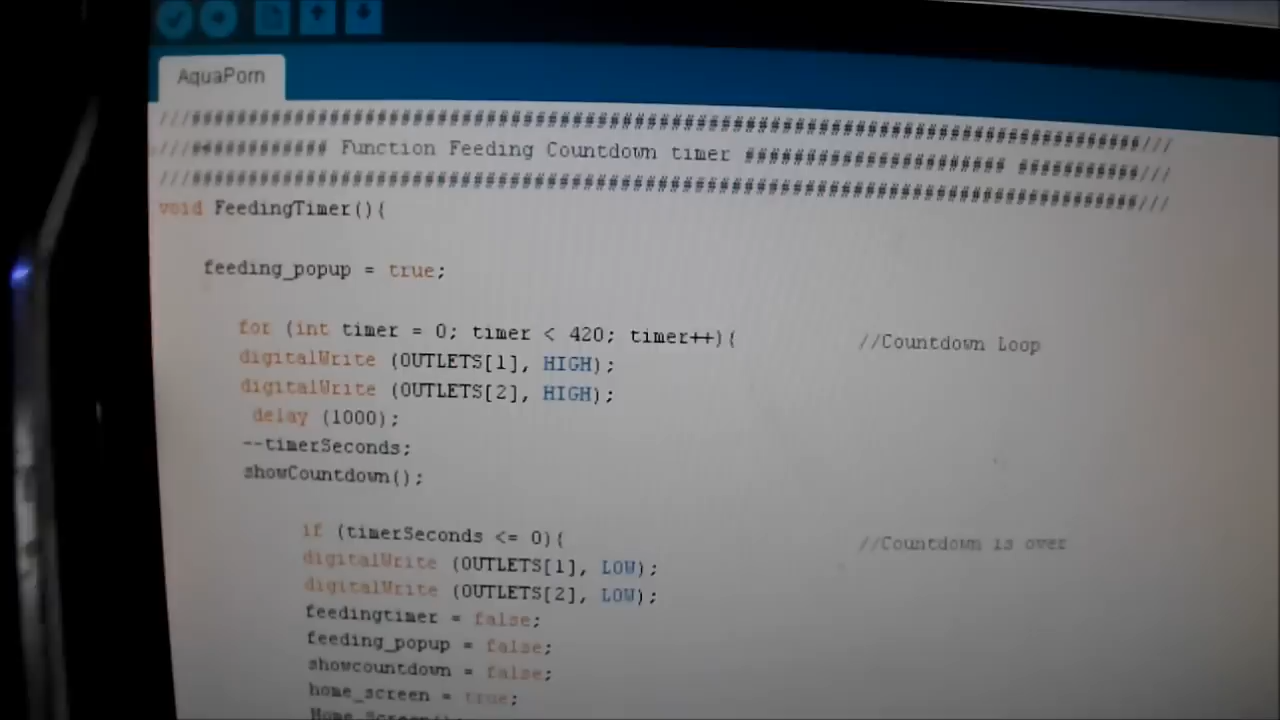 AquaPorn
///#####################################################################################///
///########### Function Feeding Countdown timer ##################### ##########///
///#####################################################################################///
void FeedingTimer(){
feeding_popup = true;
for (int timer = 0; timer < 420; timer++){ //Countdown Loop
digitalWrite (OUTLETS[1], HIGH);
digitalWrite (OUTLETS[2], HIGH);
delay (1000);
--timerSeconds;
showCountdown();
if (timerSeconds <= 0){ //Countdown is over
digitalWrite (OUTLETS[1], LOW);
digitalWrite (OUTLETS[2], LOW);
feedingtimer = false;
feeding_popup = false;
showcountdown = false;
home_screen = true;